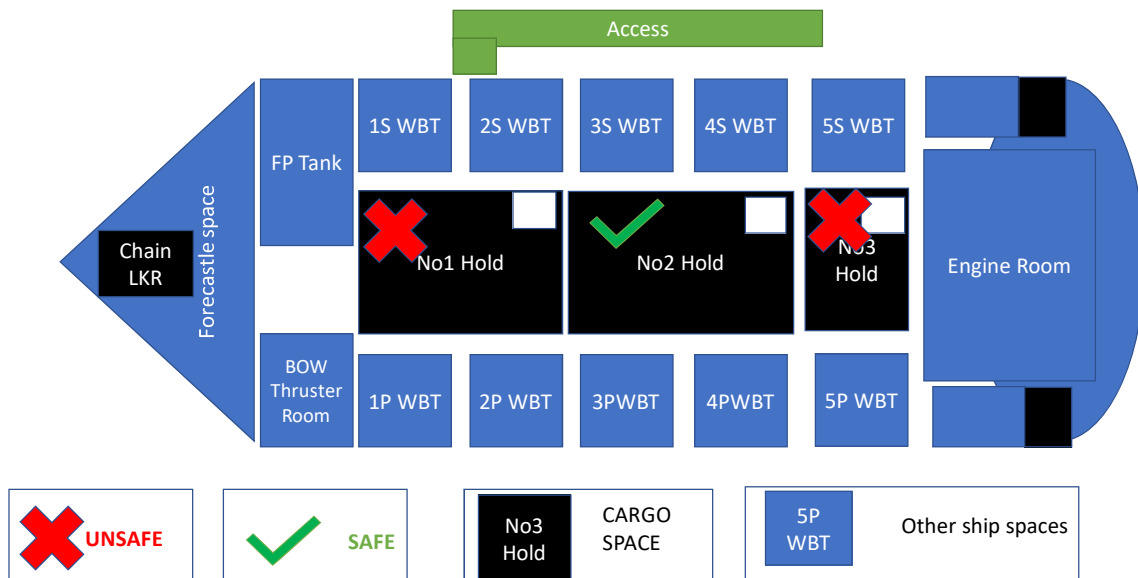 Access
1S WBT
2S WBT
3S WBT
4S WBT
5S WBT
FP Tank
Forecastle space
Chain
LKR
No1 Hold
No2 Hold
No3
Hold
Engine Room
BOW
Thruster
Room
1P WBT
2P WBT
3PWBT
4PWBT
5P WBT
UNSAFE
SAFE
No3
Hold
CARGO
SPACE
5P
WBT
Other ship spaces